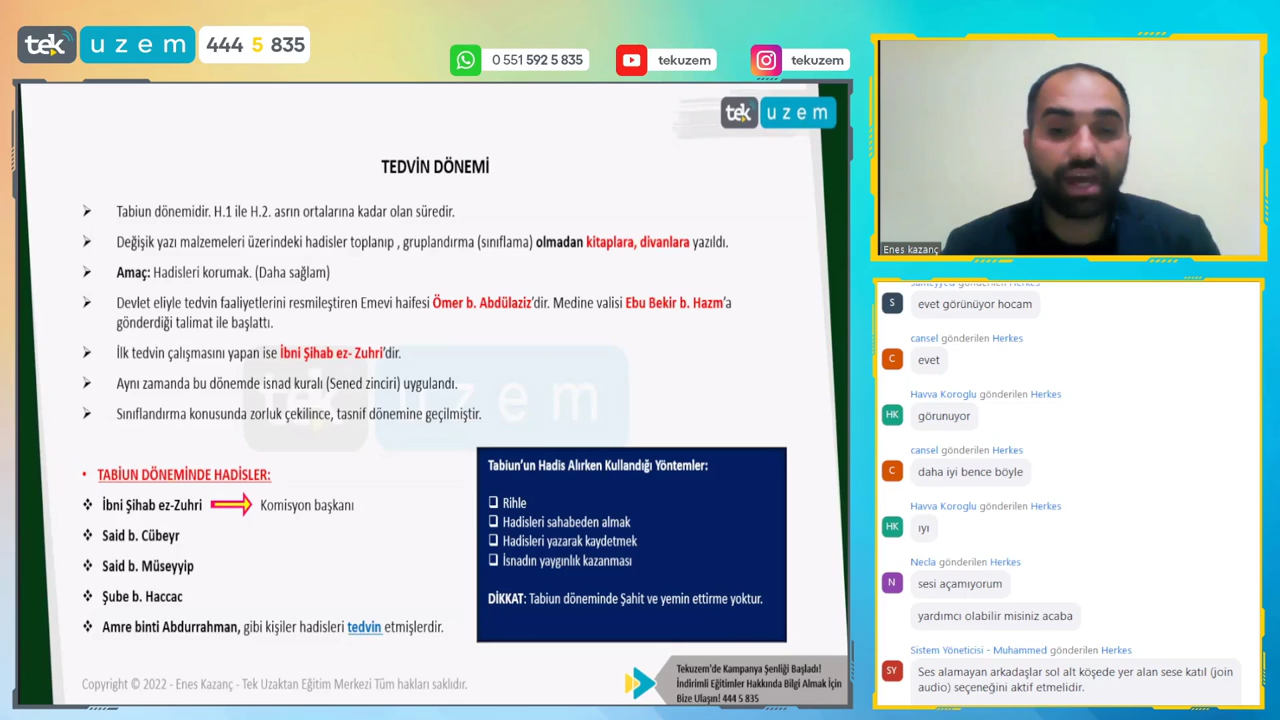 tek uzem 444 5 835
0 551 592 5 835 tekuzem tekuzem
tek uzem
TEDVİN DÖNEMİ
Tabiun dönemidir. H.1 ile H.2. asrın ortalarına kadar olan süredir.
Değişik yazı malzemeleri üzerindeki hadisler toplanıp , gruplandırma (sınıflama) olmadan kitaplara, divanlara yazıldı.
Amaç: Hadisleri korumak. (Daha sağlam)
Devlet eliyle tedvin faaliyetlerini resmileştiren Emevi haifesi Ömer b. Abdülaziz'dir. Medine valisi Ebu Bekir b. Hazm'a
gönderdiği talimat ile başlattı.
İlk tedvin çalışmasını yapan ise İbni Şihab ez- Zuhri'dir.
Aynı zamanda bu dönemde isnad kuralı (Sened zinciri) uygulandı.
Sınıflandırma konusunda zorluk çekilince, tasnif dönemine geçilmiştir.
tek uzem
• TABİUN DÖNEMİNDE HADİSLER:
İbni Şihab ez-Zuhri Komisyon başkanı
Said b. Cübeyr
Said b. Müseyyip
Şube b. Haccac
Amre binti Abdurrahman, gibi kişiler hadisleri tedvin etmişlerdir.
Tabiun'un Hadis Alırken Kullandığı Yöntemler:
Rihle
Hadisleri sahabeden almak
Hadisleri yazarak kaydetmek
İsnadın yaygınlık kazanması
DİKKAT: Tabiun döneminde Şahit ve yemin ettirme yoktur.
Copyright © 2022 - Enes Kazanç - Tek Uzaktan Eğitim Merkezi Tüm hakları saklıdır.
Tekuzem'de Kampanya Şenliği Başladı!
İndirimli Eğitimler Hakkında Bilgi Almak İçin
Bize Ulaşın! 444 5 835
Enes kazanç
gönderilen Herkes
S evet görünüyor hocam
cansel gönderilen Herkes
C evet
Havva Koroglu gönderilen Herkes
HK görunuyor
cansel gönderilen Herkes
C daha iyi bence böyle
Havva Koroglu gönderilen Herkes
HK ıyı
Necla gönderilen Herkes
N sesi açamıyorum
yardımcı olabilir misiniz acaba
Sistem Yöneticisi - Muhammed gönderilen Herkes
SY Ses alamayan arkadaşlar sol alt köşede yer alan sese katıl (join
audio) seçeneğini aktif etmelidir.